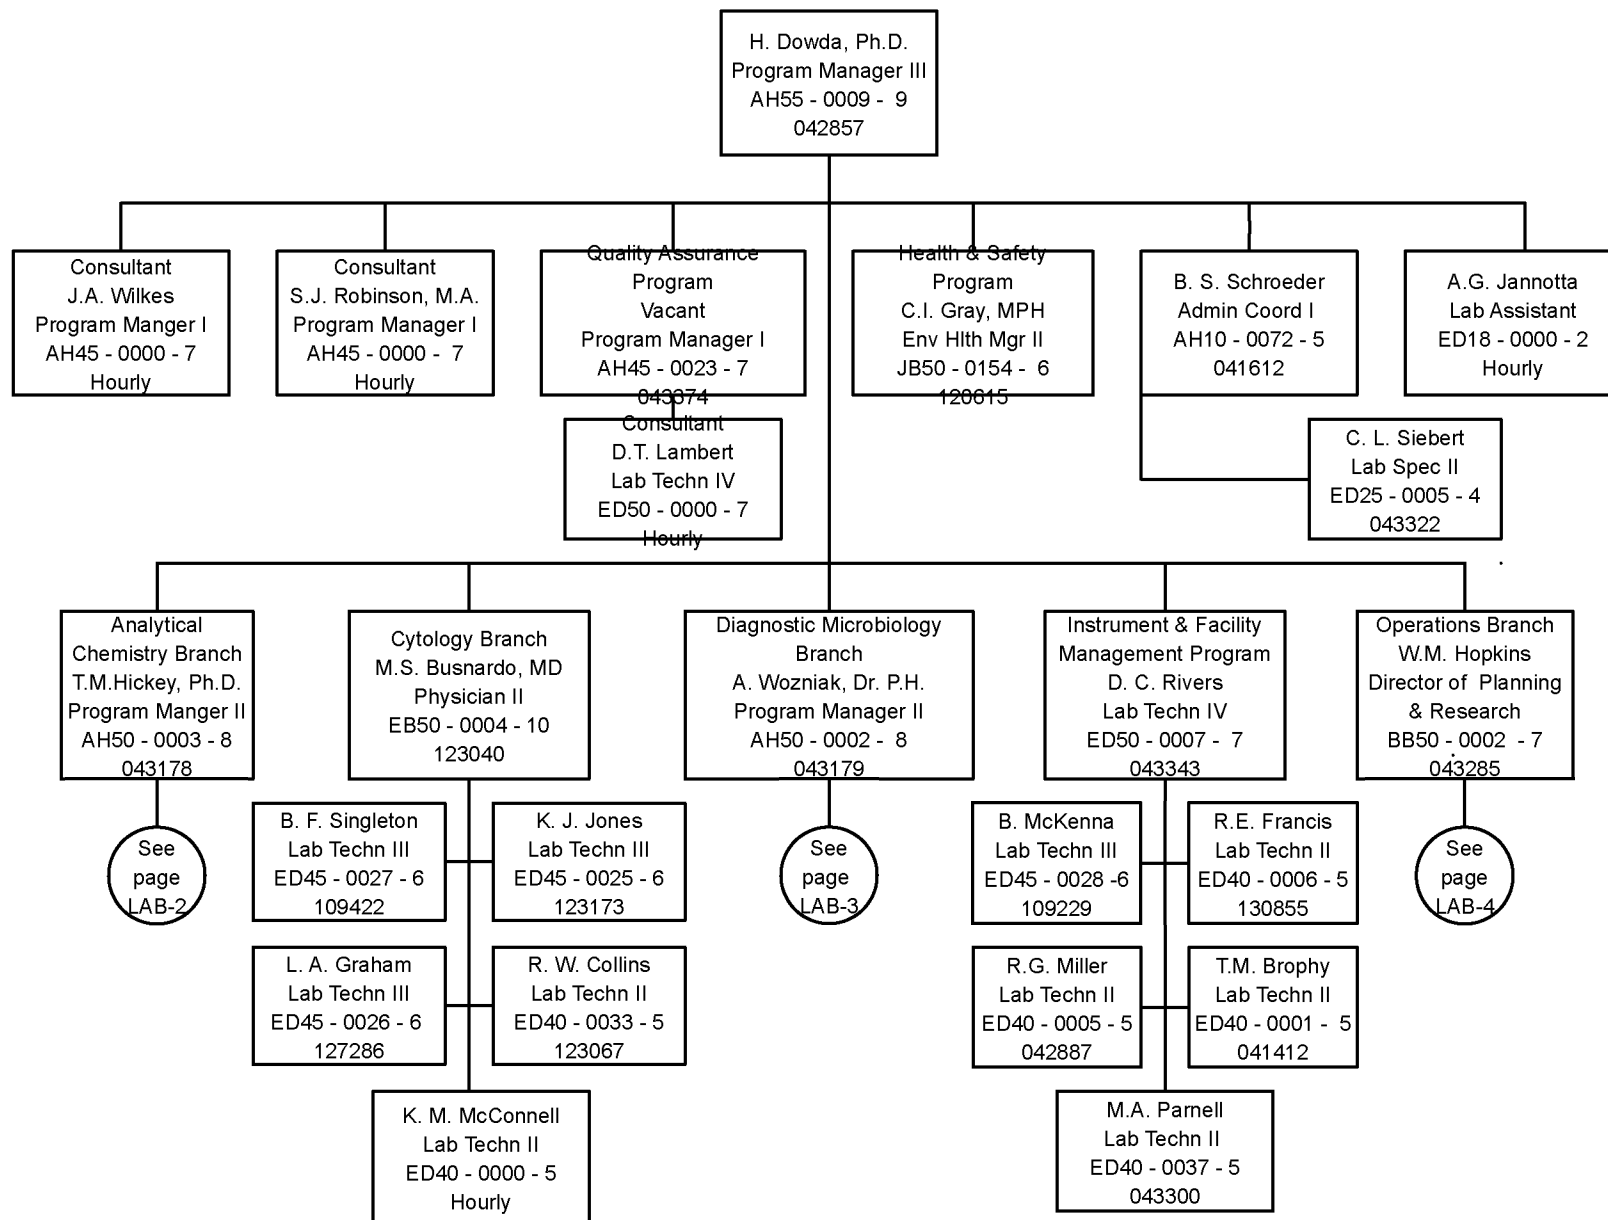 H. Dowda, Ph.D.
Program Manager III
AH55 - 0009 -  9
042857
Consultant
J.A. Wilkes
Program Manger I
AH45 - 0000 - 7
Hourly
Consultant
S.J. Robinson, M.A.
Program Manager I
AH45 - 0000 -  7
Hourly
Quality Assurance
Program
Vacant
Program Manager I
AH45 - 0023 - 7
043374
Health & Safety
Program
C.I. Gray, MPH
Env Hlth Mgr II
JB50 - 0154 -  6
120615
B. S. Schroeder
Admin Coord I
AH10 - 0072 - 5
041612
A.G. Jannotta
Lab Assistant
ED18 - 0000 - 2
Hourly
Consultant
D.T. Lambert
Lab Techn IV
ED50 - 0000 - 7
Hourly
C. L. Siebert
Lab Spec II
ED25 - 0005 - 4
043322
Analytical
Chemistry Branch
T.M.Hickey, Ph.D.
Program Manger II
AH50 - 0003 - 8
043178
Cytology Branch
M.S. Busnardo, MD
Physician II
EB50 - 0004 - 10
123040
Diagnostic Microbiology
Branch
A. Wozniak, Dr. P.H.
Program Manager II
AH50 - 0002 -  8
043179
Instrument & Facility
Management Program
D. C. Rivers
Lab Techn IV
ED50 - 0007 -  7
043343
Operations Branch
W.M. Hopkins
Director of  Planning
& Research
BB50 - 0002  - 7
043285
See
page
LAB-2
B. F. Singleton
Lab Techn III
ED45 - 0027 - 6
109422
K. J. Jones
Lab Techn III
ED45 - 0025 - 6
123173
See
page
LAB-3
B. McKenna
Lab Techn III
ED45 - 0028 -6
109229
R.E. Francis
Lab Techn II
ED40 - 0006 - 5
130855
See
page
LAB-4
L. A. Graham
Lab Techn III
ED45 - 0026 - 6
127286
R. W. Collins
Lab Techn II
ED40 - 0033 - 5
123067
R.G. Miller
Lab Techn II
ED40 - 0005 - 5
042887
T.M. Brophy
Lab Techn II
ED40 - 0001 -  5
041412
K. M. McConnell
Lab Techn II
ED40 - 0000 - 5
Hourly
M.A. Parnell
Lab Techn II
ED40 - 0037 - 5
043300